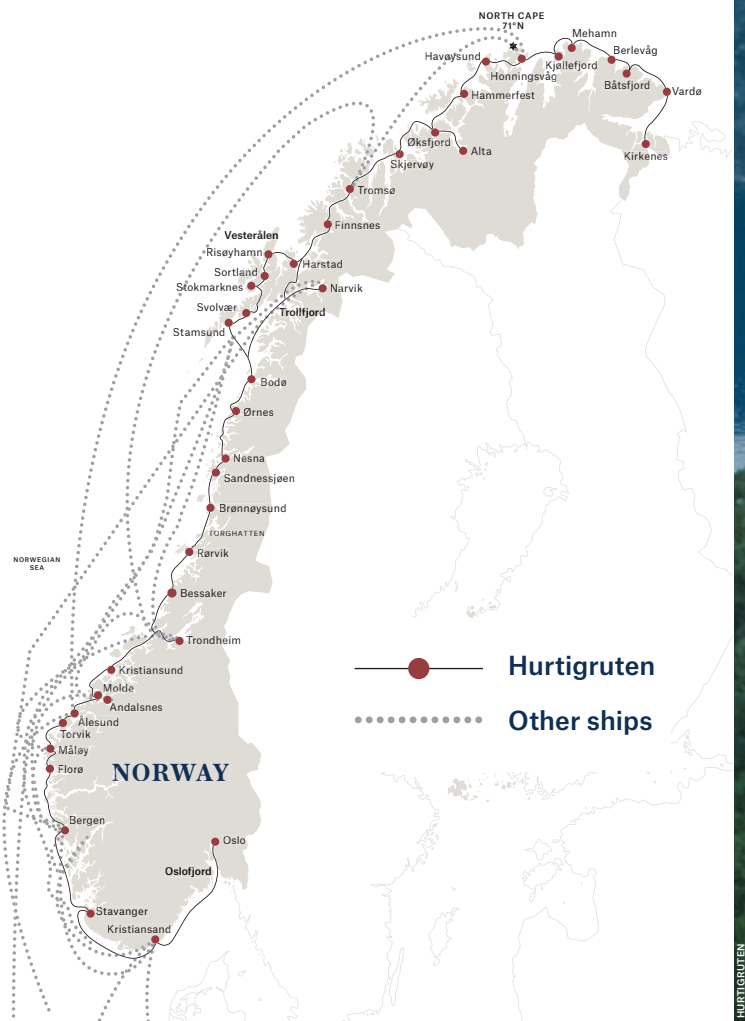 NORTH CAPE
71°N
Mehamn
Havøysund
Berlevåg
Kjøllefjord
Honningsvåg
Båtsfjord
Hammerfest
Vardø
Øksfjord
Alta
Kirkenes
Skjervøy
Tromsø
Finnsnes
Vesterålen
Risøyhamn
Harstad
Sortland
Stokmarknes
Narvik
Svolvær
Trollfjord
Stamsund
Bodø
Ørnes
Nesna
Sandnessjøen
Brønnøysund
TORGHATTEN
Rørvik
NORWEGIAN
SEA
Bessaker
Trondheim
Kristiansund
Hurtigruten
Molde
Andalsnes
Ålesund
Other ships
Torvik
Måløy
Florø
NORWAY
Bergen
Oslo
Oslofjord
Stavanger
Kristiansand
HURTIGRUTEN